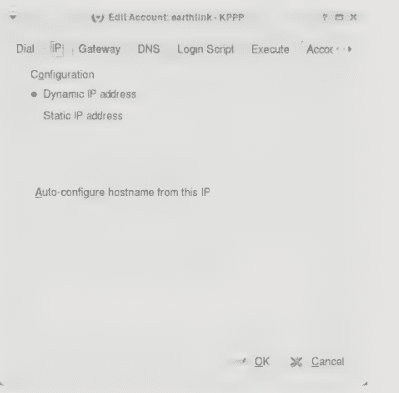 Edit Account: earthlink - KPPP
Dial IP Gateway DNS Login Script Execute Accou
Configuration
Dynamic IP address
Static IP address
Auto-configure hostname from this IP
OK Cancel